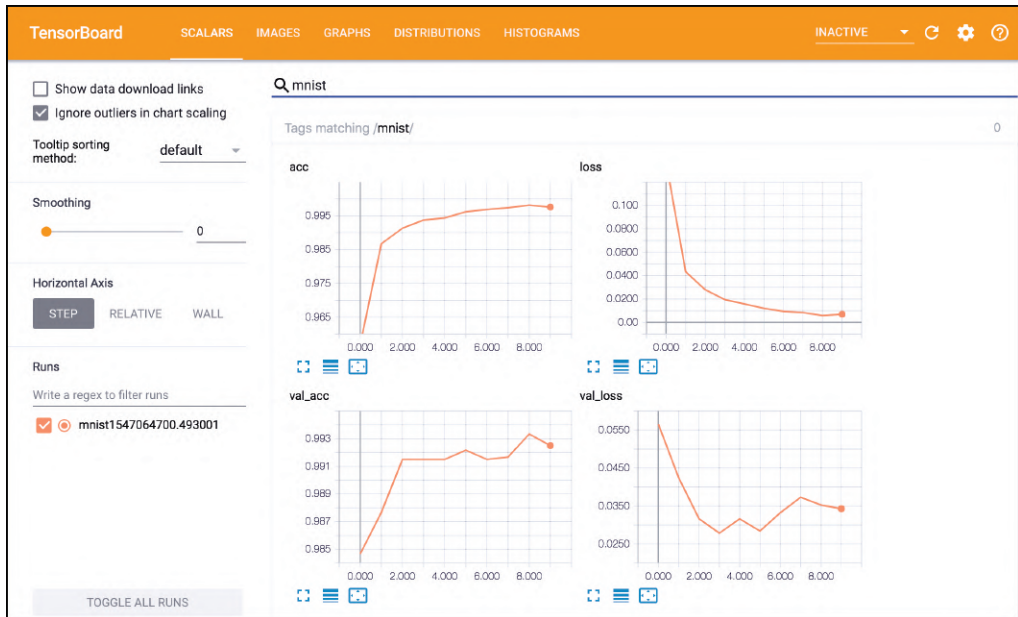 TensorBoard SCALARS IMAGES GRAPHS DISTRIBUTIONS HISTOGRAMS INACTIVE
Show data download links
Ignore outliers in chart scaling
Tooltip sorting
method: default
Smoothing
0
Horizontal Axis
STEP RELATIVE WALL
Runs
Write a regex to filter runs
mnist1547064700.493001
TOGGLE ALL RUNS
mnist
Tags matching /mnist/ 0
acc
0.995
0.985
0.975
0.965
0.000 2.000 4.000 6.000 8.000
loss
0.100
0.0800
0.0600
0.0400
0.0200
0.00
0.000 2.000 4.000 6.000 8.000
val_acc
0.993
0.991
0.989
0.987
0.985
0.000 2.000 4.000 6.000 8.000
val_loss
0.0550
0.0450
0.0350
0.0250
0.000 2.000 4.000 6.000 8.000